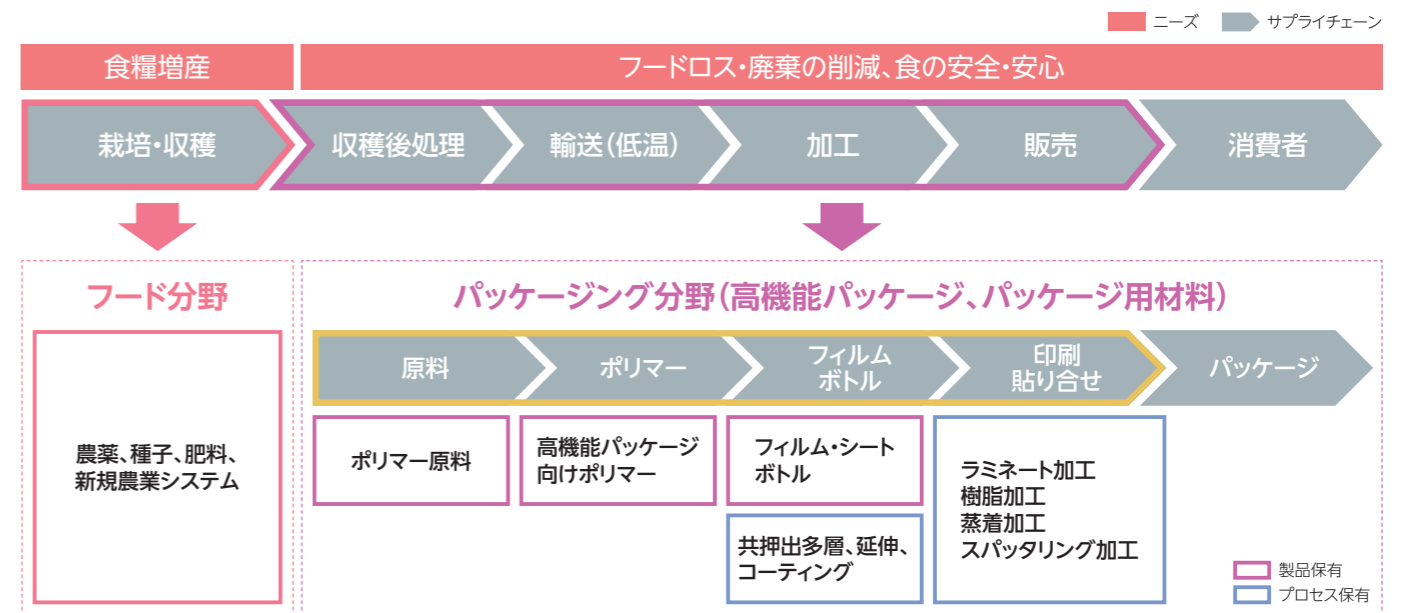 ニーズ
サプライチェーン
食糧増産
フードロス・廃棄の削減、食の安全・安心
栽培・収穫
収穫後処理
輸送（低温）
加工
販売
消費者
フード分野
パッケージング分野（高機能パッケージ、パッケージ用材料）
原料
ポリマー
フィルム
ボトル
印刷
貼り合せ
パッケージ
農薬、種子、肥料、
新規農業システム
ポリマー原料
高機能パッケージ
向けポリマー
フィルム・シート
ボトル
共押出多層、延伸、
コーティング
ラミネート加工
樹脂加工
蒸着加工
スパッタリング加工
製品保有
プロセス保有